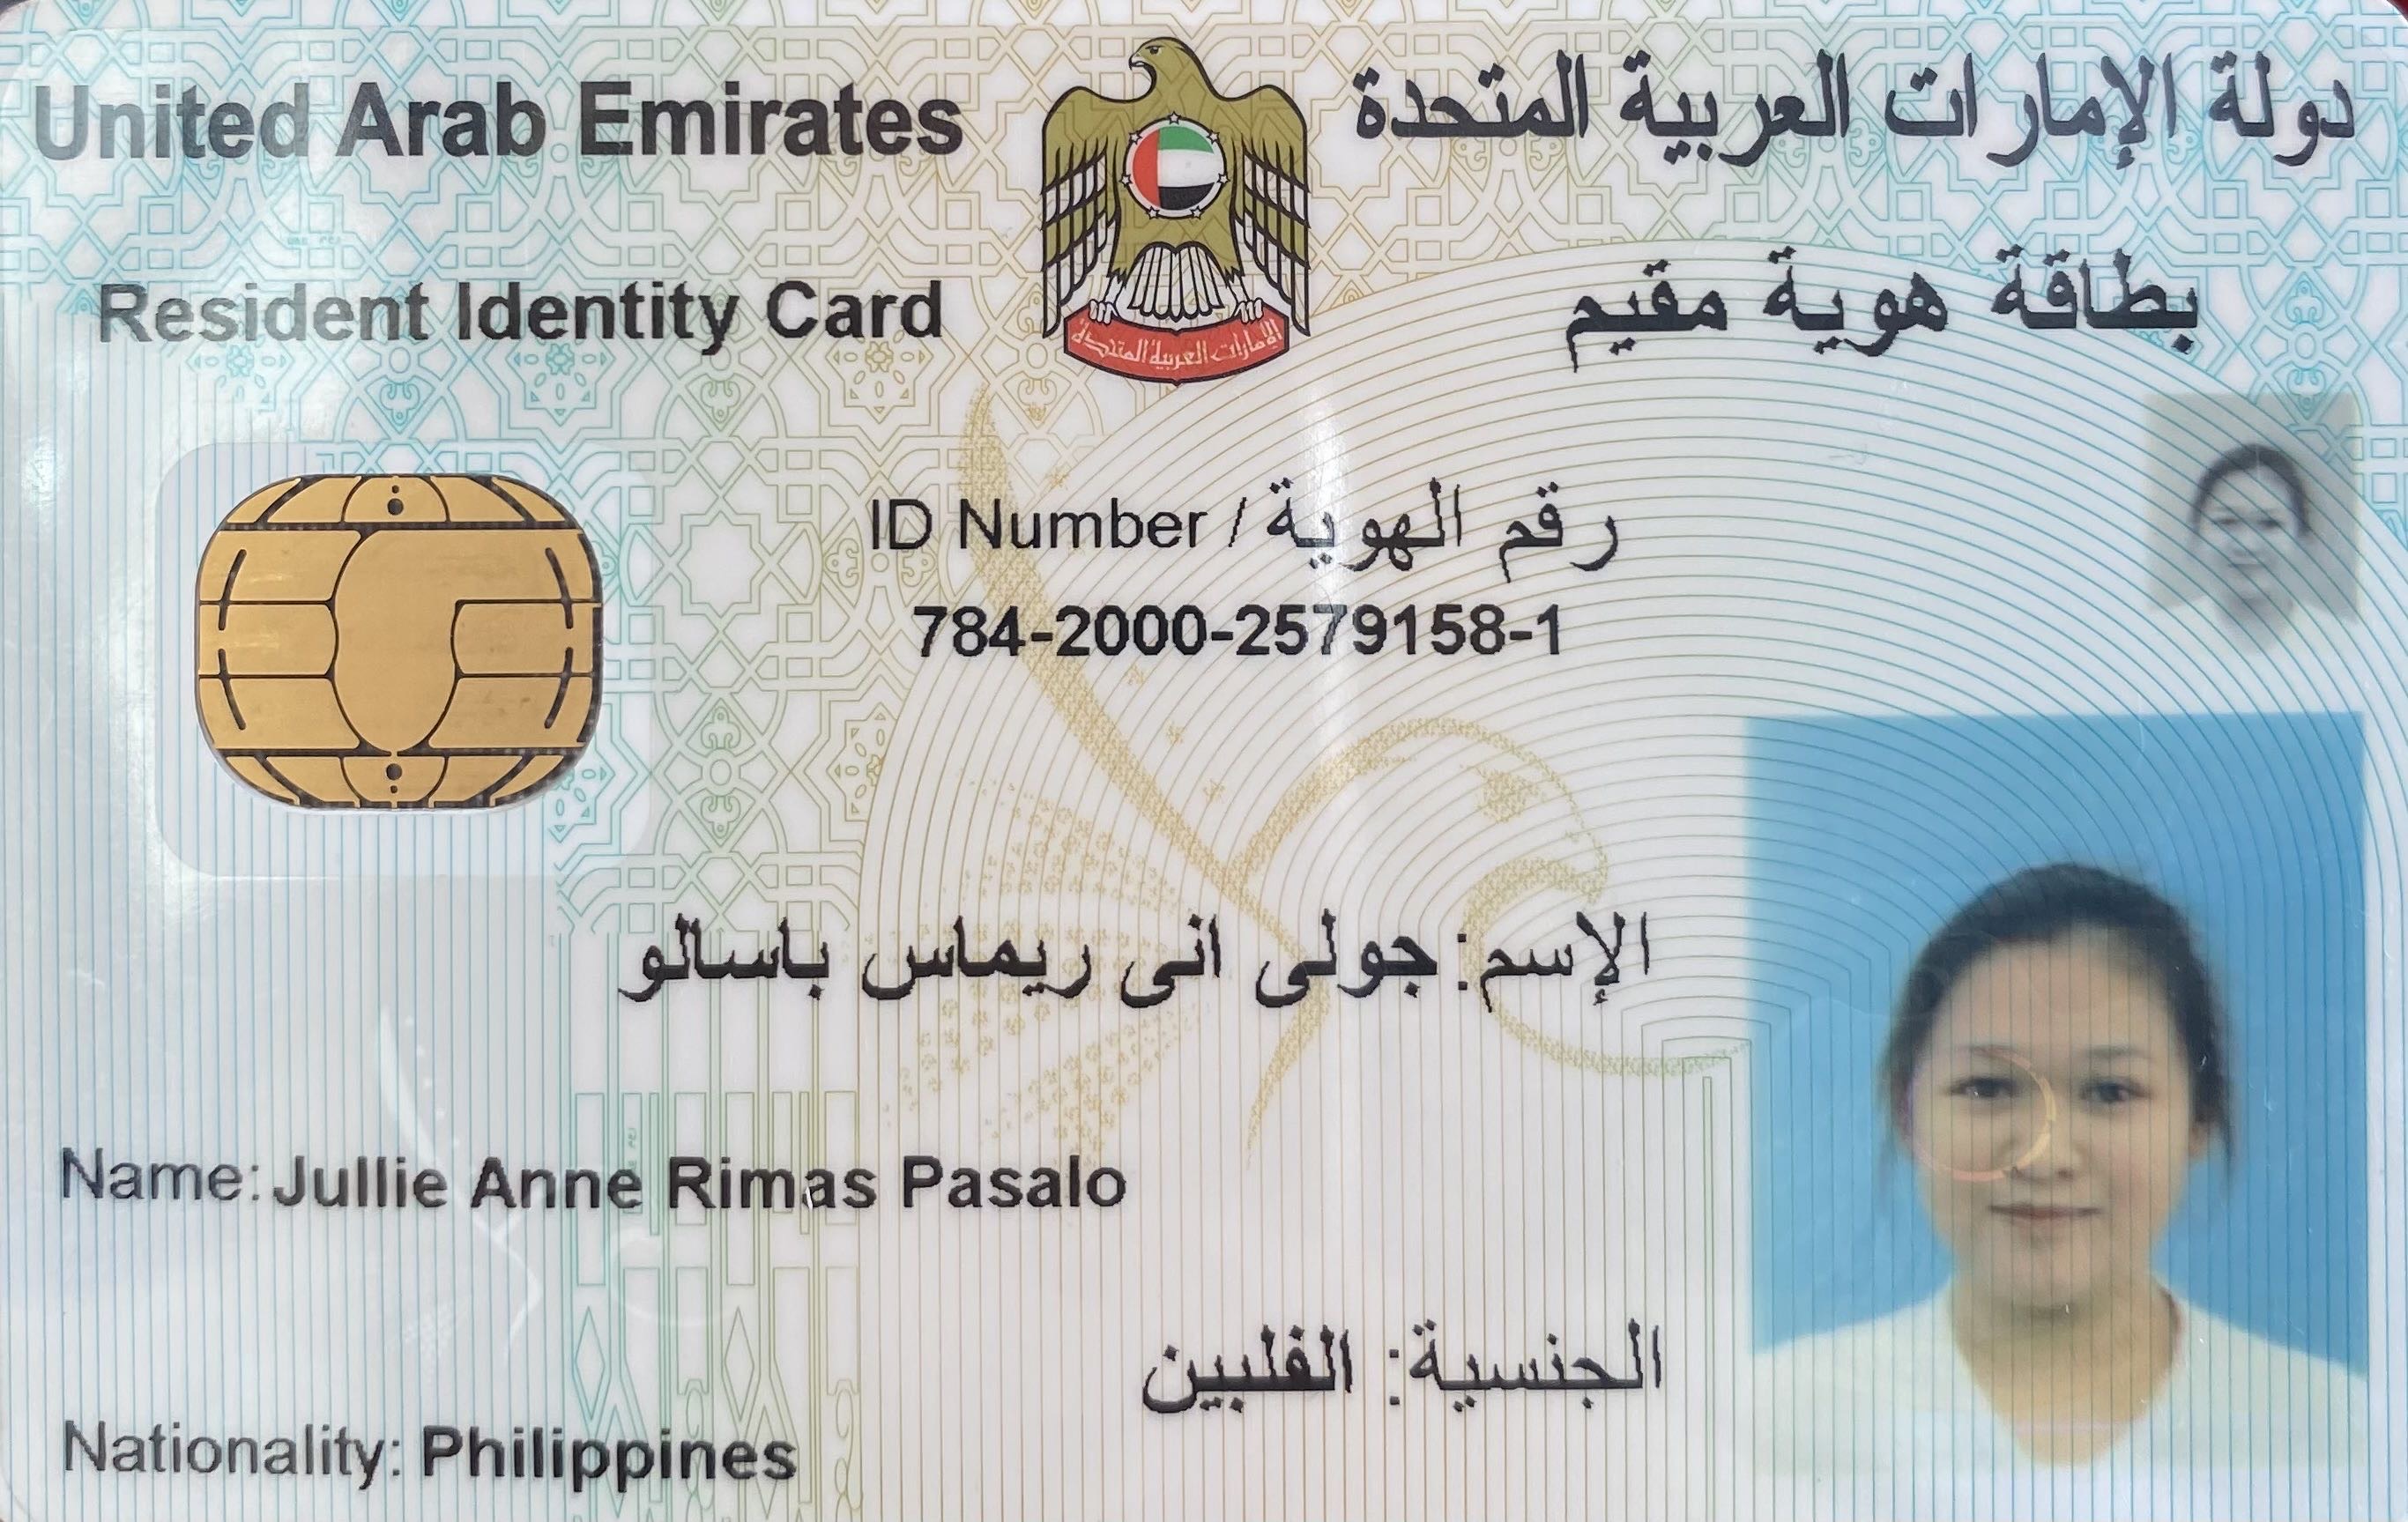 United Arab Emirates
دولة الإمارات العربية المتحدة
Resident Identity Card
بطاقة هوية مقيم
الإمارات العربية المتحدة
ID Number / رقم الهوية
784-2000-2579158-1
الإسم: جولى انى ريماس باسالو
Name: Jullie Anne Rimas Pasalo
الجنسية: الفلبين
Nationality: Philippines